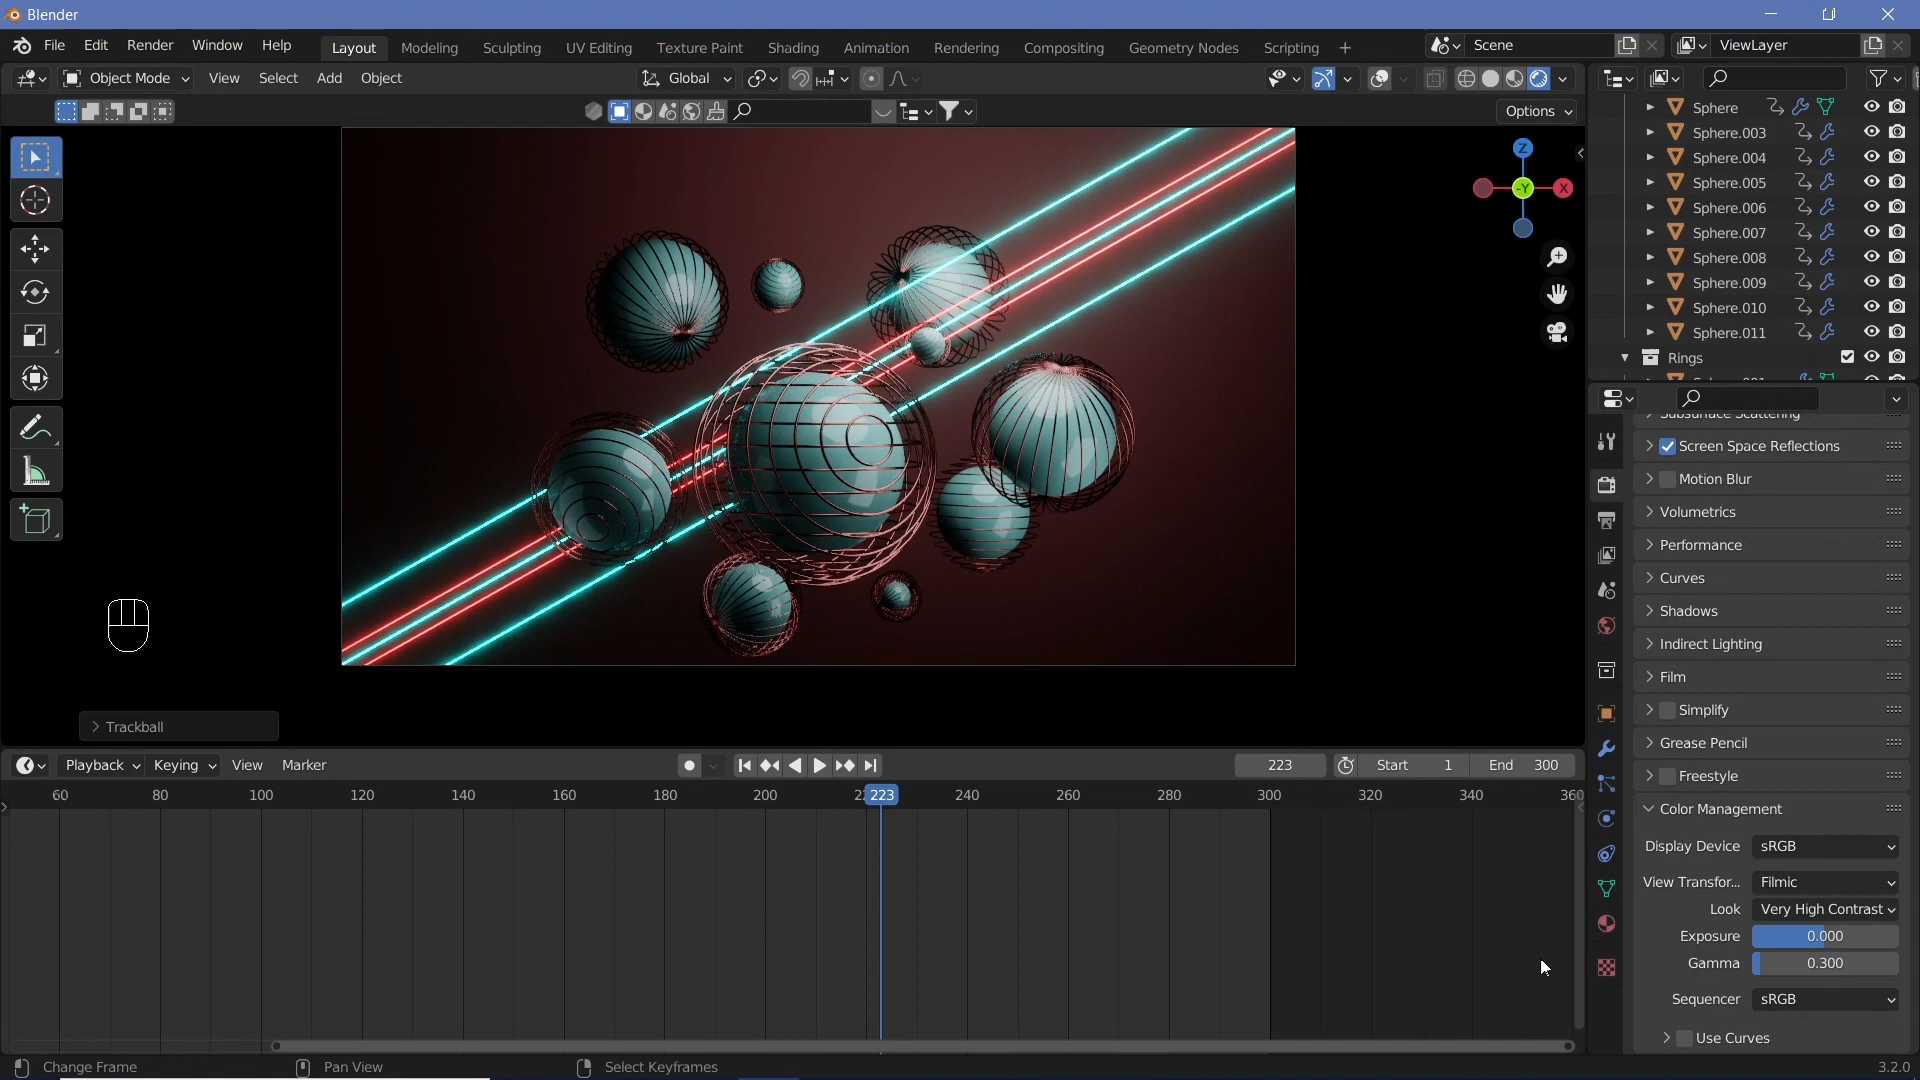 Blender
File Edit Render Window Help Layout Modeling Sculpting UV Editing Texture Paint Shading Animation Rendering Compositing Geometry Nodes Scripting + Scene ViewLayer
Object Mode View Select Add Object Global
Options
Z
-Y X
Sphere
Sphere.003
Sphere.004
Sphere.005
Sphere.006
Sphere.007
Sphere.008
Sphere.009
Sphere.010
Sphere.011
Rings
Subsurface Scattering
Screen Space Reflections
Motion Blur
Volumetrics
Performance
Curves
Shadows
Indirect Lighting
Film
Simplify
Grease Pencil
Freestyle
Color Management
Display Device sRGB
View Transfor... Filmic
Look Very High Contrast
Exposure 0.000
Gamma 0.300
Sequencer sRGB
Use Curves
Trackball
Playback Keying View Marker 223 Start 1 End 300
60 80 100 120 140 160 180 200 223 240 260 280 300 320 340 360
Change Frame Pan View Select Keyframes 3.2.0